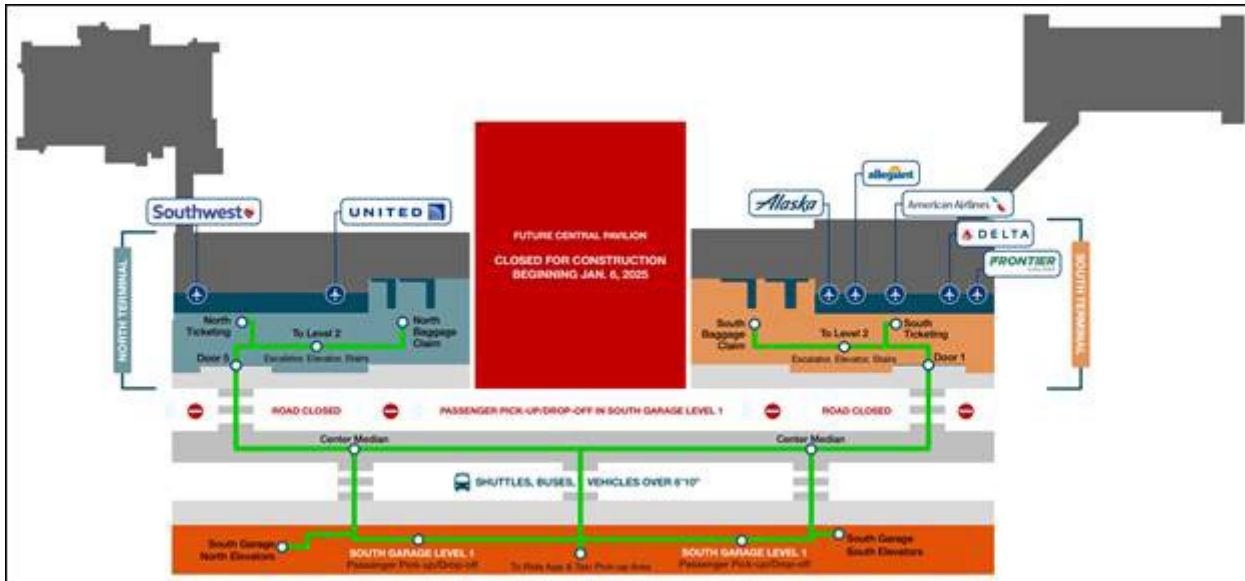 Southwest
UNITED
Alaska
allegiant
American Airlines
DELTA
FRONTIER
FUTURE CENTRAL PAVILION
CLOSED FOR CONSTRUCTION
BEGINNING JAN. 6, 2025
NORTH TERMINAL
SOUTH TERMINAL
North
Ticketing
To Level 2
Escalator, Elevator, Stairs
North
Baggage
Claim
Door 5
South
Baggage
Claim
To Level 2
Escalator, Elevator, Stairs
South
Ticketing
Door 1
ROAD CLOSED
PASSENGER PICK-UP/DROP-OFF IN SOUTH GARAGE LEVEL 1
ROAD CLOSED
Center Median
Center Median
SHUTTLES, BUSES, VEHICLES OVER 6'10"
South Garage
North Elevators
SOUTH GARAGE LEVEL 1
Passenger Pick-up/Drop-off
To Ride App & Taxi Pick-up Area
SOUTH GARAGE LEVEL 1
Passenger Pick-up/Drop-off
South Garage
South Elevators